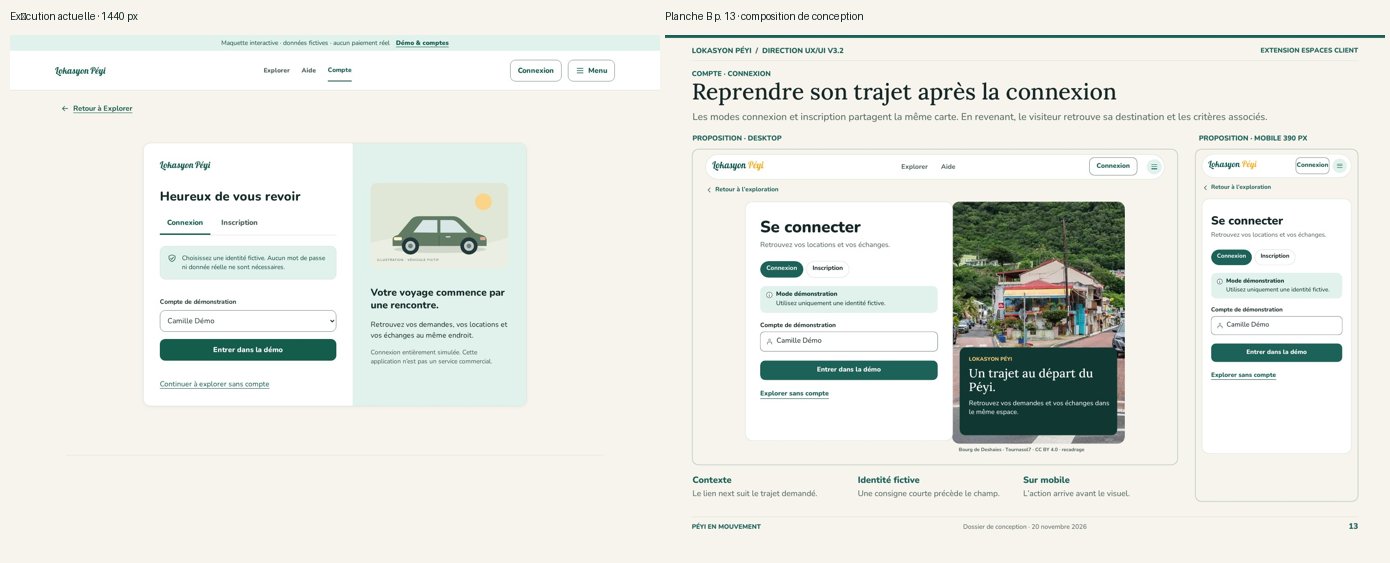 Exécution actuelle · 1440 px
Maquette interactive · données fictives · aucun paiement réel Démo & comptes
Lokasyon Péyi
Explorer Aide Compte
Connexion
Menu
← Retour à Explorer
Lokasyon Péyi
Heureux de vous revoir
Connexion Inscription
Choisissez une identité fictive. Aucun mot de passe
ni donnée réelle ne sont nécessaires.
Compte de démonstration
Camille Démo
Entrer dans la démo
Continuer à explorer sans compte
ILLUSTRATION · VÉHICULE FICTIF
Votre voyage commence par
une rencontre.
Retrouvez vos demandes, vos locations et
vos échanges au même endroit.
Connexion entièrement simulée. Cette
application n'est pas un service commercial.
Planche B p. 13 · composition de conception
LOKASYON PÉYI / DIRECTION UX/UI V3.2
EXTENSION ESPACES CLIENT
COMPTE · CONNEXION
Reprendre son trajet après la connexion
Les modes connexion et inscription partagent la même carte. En revenant, le visiteur retrouve sa destination et les critères associés.
PROPOSITION · DESKTOP
Lokasyon Péyi
Explorer Aide
Connexion
Retour à l'exploration
Se connecter
Retrouvez vos locations et vos échanges.
Connexion Inscription
Mode démonstration
Utilisez uniquement une identité fictive.
Compte de démonstration
Camille Démo
Entrer dans la démo
Explorer sans compte
LOKASYON PÉYI
Un trajet au départ du
Péyi.
Retrouvez vos demandes et vos échanges dans
le même espace.
Bourg de Deshaies · Tournasol7 · CC BY 4.0 · recadrage
PROPOSITION · MOBILE 390 PX
Lokasyon Péyi
Connexion
Retour à l'exploration
Se connecter
Retrouvez vos locations et vos échanges.
Connexion Inscription
Mode démonstration
Utilisez uniquement une identité fictive.
Compte de démonstration
Camille Démo
Entrer dans la démo
Explorer sans compte
Contexte
Le lien next suit le trajet demandé.
Identité fictive
Une consigne courte précède le champ.
Sur mobile
L'action arrive avant le visuel.
PÉYI EN MOUVEMENT
Dossier de conception · 20 novembre 2026
13